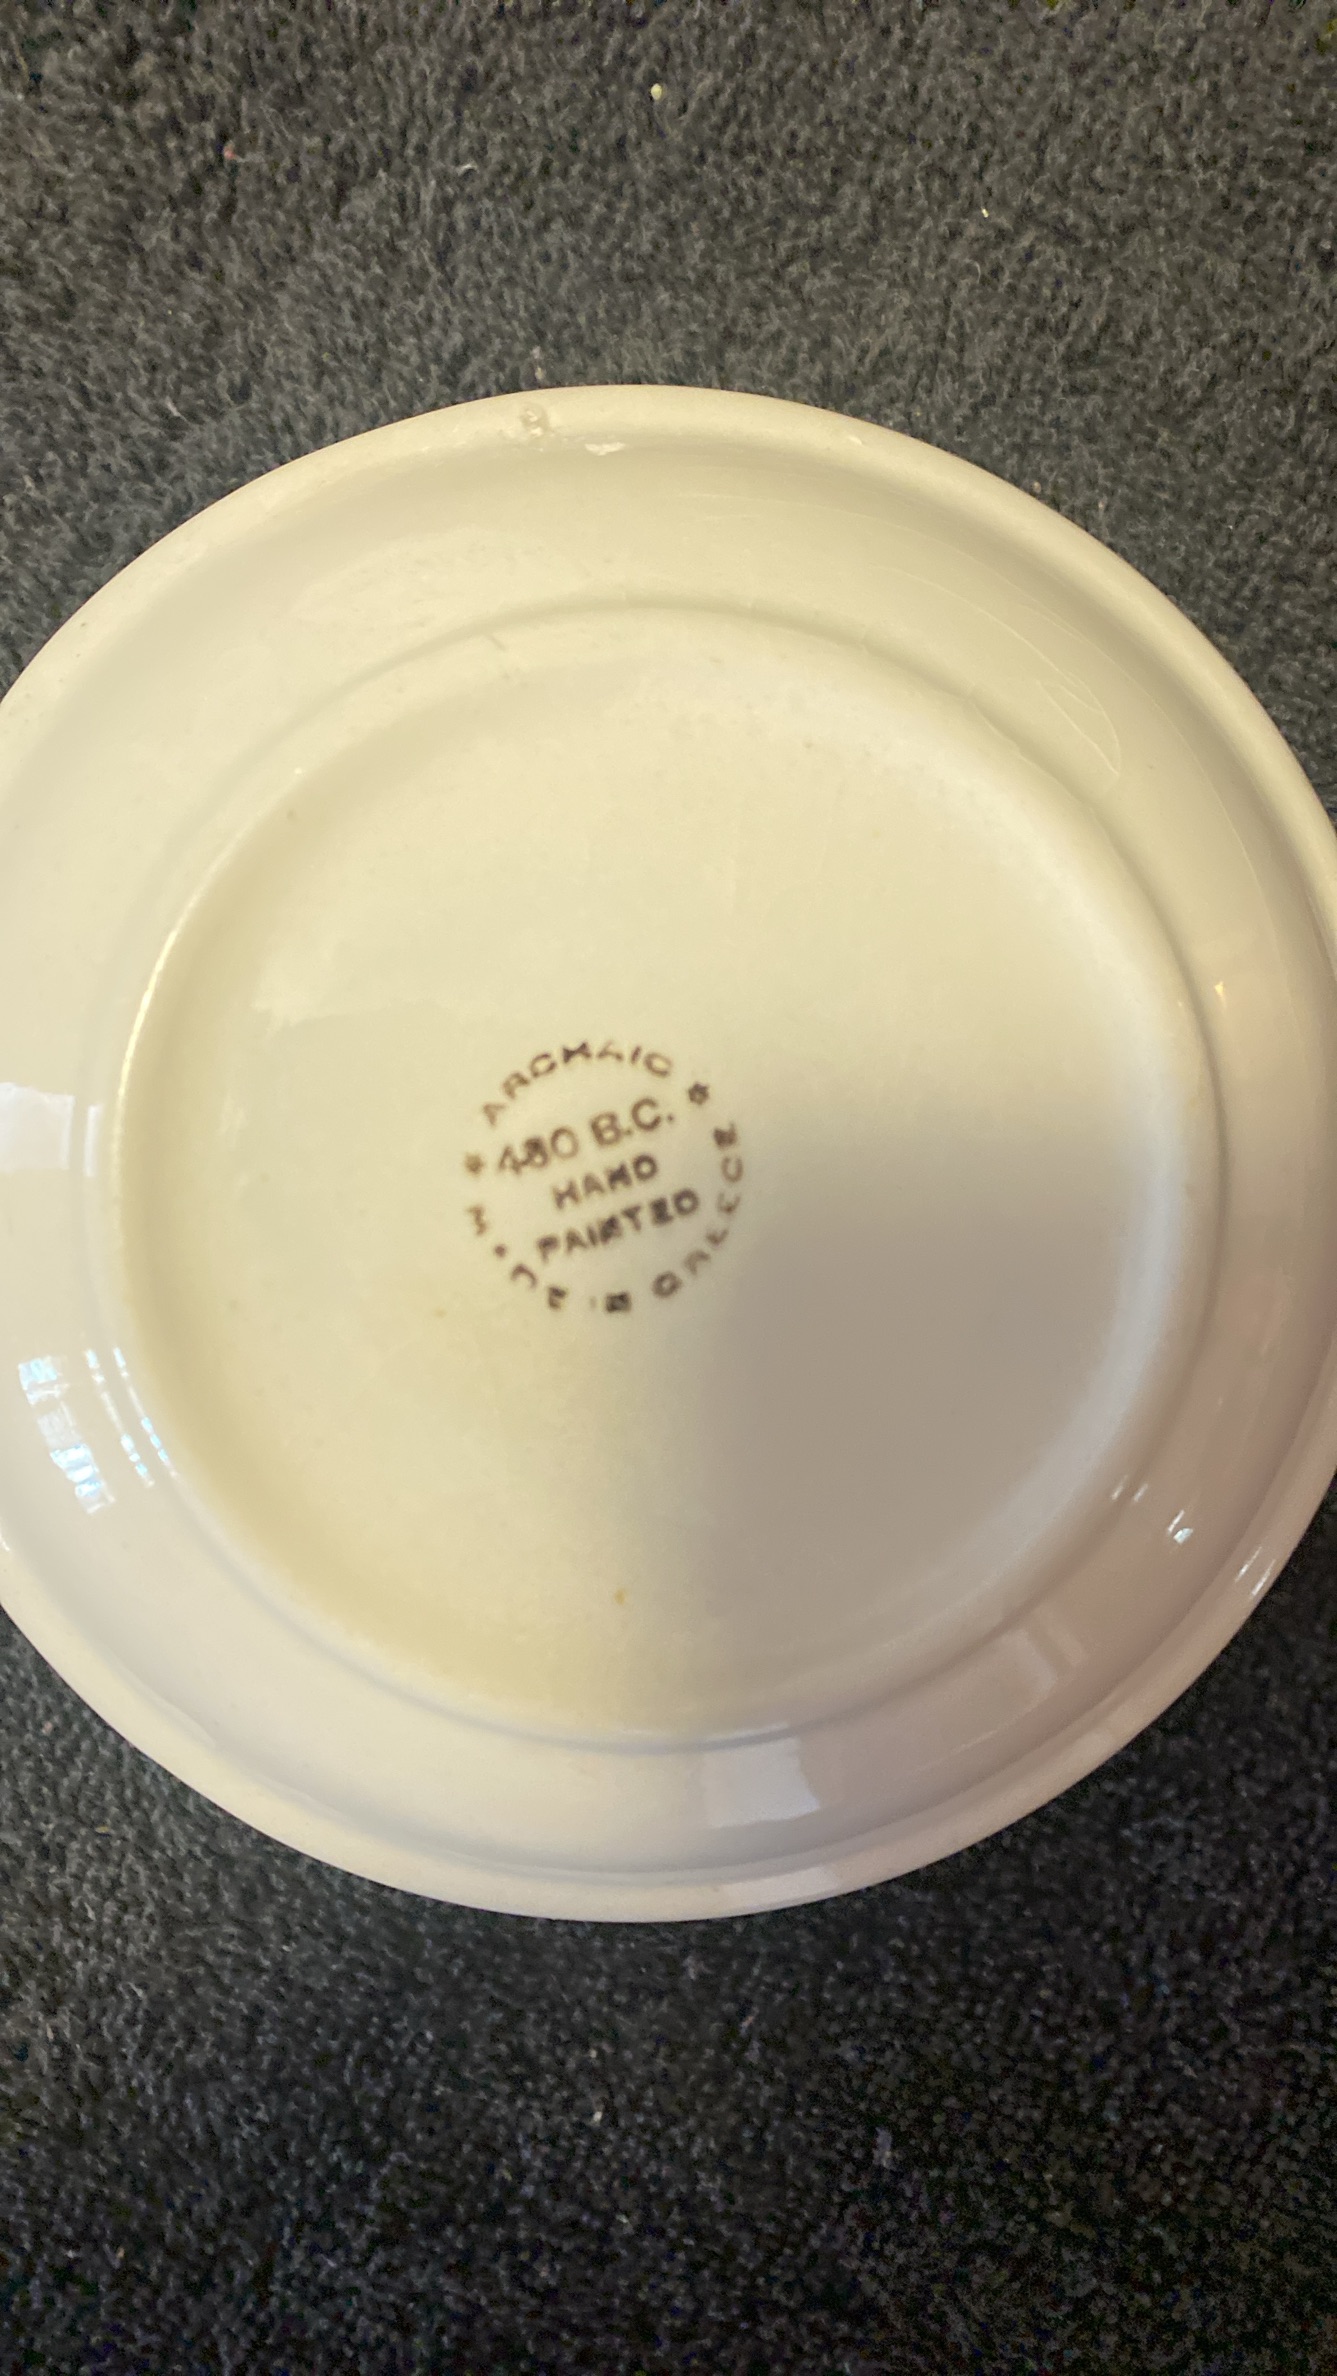 ARCHAIC
480 B.C.
HAND
PAINTED
MADE IN GREECE